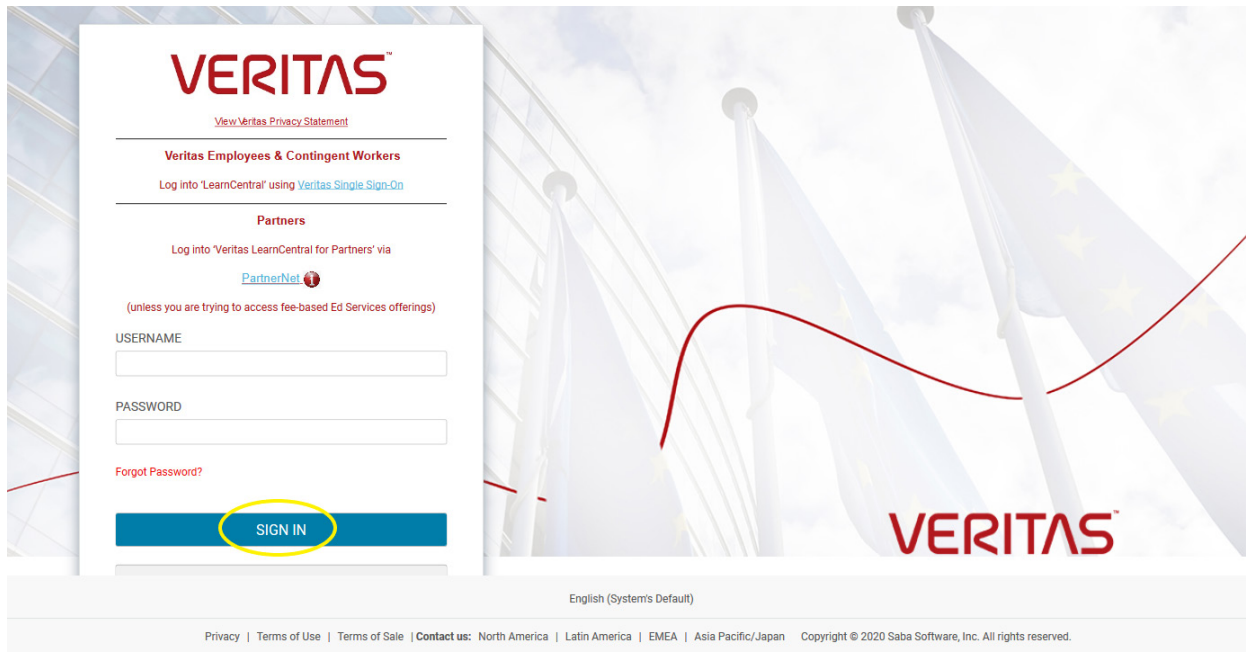 VERITAS™
View Veritas Privacy Statement
Veritas Employees & Contingent Workers
Log into 'LearnCentral' using Veritas Single Sign-On
Partners
Log into 'Veritas LearnCentral for Partners' via
PartnerNet i
(unless you are trying to access fee-based Ed Services offerings)
USERNAME
PASSWORD
Forgot Password?
SIGN IN
VERITAS™
English (System's Default)
Privacy | Terms of Use | Terms of Sale | Contact us: North America | Latin America | EMEA | Asia Pacific/Japan Copyright © 2020 Saba Software, Inc. All rights reserved.